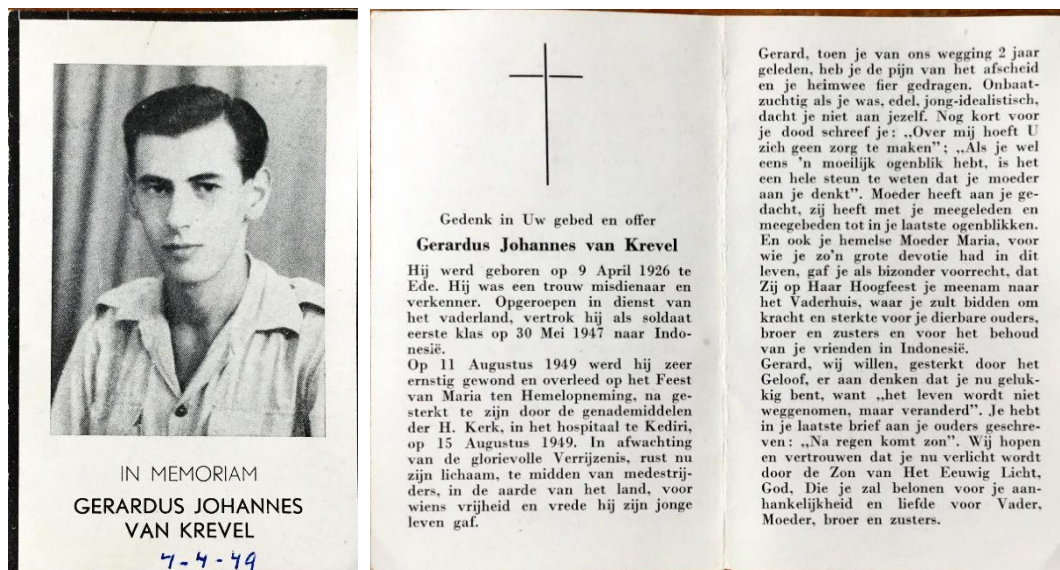 IN MEMORIAM
GERARDUS JOHANNES
VAN KREVEL
7-4-49
Gedenk in Uw gebed en offer
Gerardus Johannes van Krevel
Hij werd geboren op 9 April 1926 te
Ede. Hij was een trouw misdienaar en
verkenner. Opgeroepen in dienst van
het vaderland, vertrok hij als soldaat
eerste klas op 30 Mei 1947 naar Indo-
nesië.
Op 11 Augustus 1949 werd hij zeer
ernstig gewond en overleed op het Feest
van Maria ten Hemelopneming, na ge-
sterkt te zijn door de genademiddelen
der H. Kerk, in het hospitaal te Kediri,
op 15 Augustus 1949. In afwachting
van de glorievolle Verrijzenis, rust nu
zijn lichaam, te midden van medestrij-
ders, in de aarde van het land, voor
wiens vrijheid en vrede hij zijn jonge
leven gaf.
Gerard, toen je van ons wegging 2 jaar
geleden, heb je de pijn van het afscheid
en je heimwee fier gedragen. Onbaat-
zuchtig als je was, edel, jong-idealistisch,
dacht je niet aan jezelf. Nog kort voor
je dood schreef je: „Over mij hoeft U
zich geen zorg te maken”; „Als je wel
eens 'n moeilijk ogenblik hebt, is het
een hele steun te weten dat je moeder
aan je denkt”. Moeder heeft aan je ge-
dacht, zij heeft met je meegeleden en
meegebeden tot in je laatste ogenblikken.
En ook je hemelse Moeder Maria, voor
wie je zo'n grote devotie had in dit
leven, gaf je als bizonder voorrecht, dat
Zij op Haar Hoogfeest je meenam naar
het Vaderhuis, waar je zult bidden om
kracht en sterkte voor je dierbare ouders,
broer en zusters en voor het behoud
van je vrienden in Indonesië.
Gerard, wij willen, gesterkt door het
Geloof, er aan denken dat je nu geluk-
kig bent, want „het leven wordt niet
weggenomen, maar veranderd”. Je hebt
in je laatste brief aan je ouders geschre-
ven: „Na regen komt zon”. Wij hopen
en vertrouwen dat je nu verlicht wordt
door de Zon van Het Eeuwig Licht,
God, Die je zal belonen voor je aan-
hankelijkheid en liefde voor Vader,
Moeder, broer en zusters.